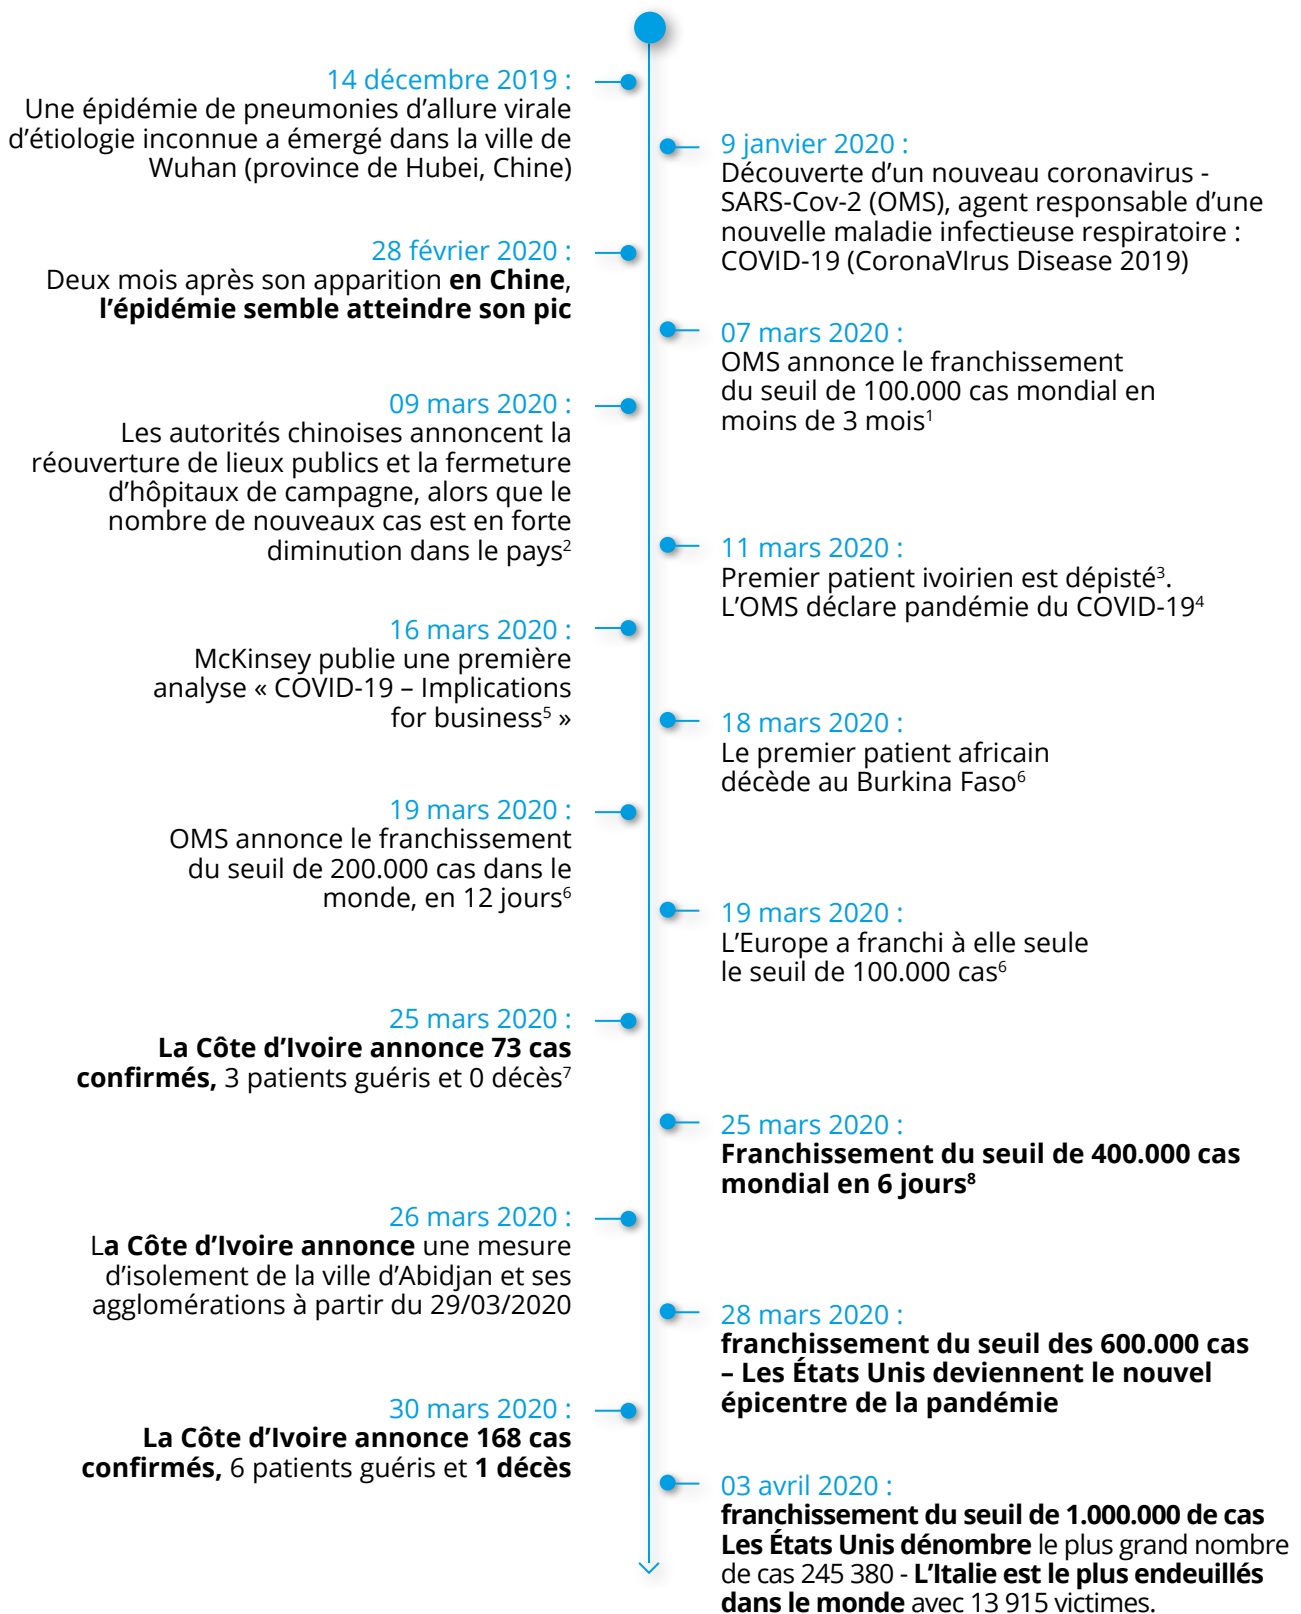 14 décembre 2019 :
Une épidémie de pneumonies d’allure virale
d’étiologie inconnue a émergé dans la ville de
Wuhan (province de Hubei, Chine)
9 janvier 2020 :
Découverte d’un nouveau coronavirus -
SARS-Cov-2 (OMS), agent responsable d’une
nouvelle maladie infectieuse respiratoire :
COVID-19 (CoronaVIrus Disease 2019)
28 février 2020 :
Deux mois après son apparition en Chine,
l’épidémie semble atteindre son pic
07 mars 2020 :
OMS annonce le franchissement
du seuil de 100.000 cas mondial en
moins de 3 mois¹
09 mars 2020 :
Les autorités chinoises annoncent la
réouverture de lieux publics et la fermeture
d’hôpitaux de campagne, alors que le
nombre de nouveaux cas est en forte
diminution dans le pays²
11 mars 2020 :
Premier patient ivoirien est dépisté³.
L’OMS déclare pandémie du COVID-19⁴
16 mars 2020 :
McKinsey publie une première
analyse « COVID-19 – Implications
for business⁵ »
18 mars 2020 :
Le premier patient africain
décède au Burkina Faso⁶
19 mars 2020 :
OMS annonce le franchissement
du seuil de 200.000 cas dans le
monde, en 12 jours⁶
19 mars 2020 :
L’Europe a franchi à elle seule
le seuil de 100.000 cas⁶
25 mars 2020 :
La Côte d’Ivoire annonce 73 cas
confirmés, 3 patients guéris et 0 décès⁷
25 mars 2020 :
Franchissement du seuil de 400.000 cas
mondial en 6 jours⁸
26 mars 2020 :
La Côte d’Ivoire annonce une mesure
d’isolement de la ville d’Abidjan et ses
agglomérations à partir du 29/03/2020
28 mars 2020 :
franchissement du seuil des 600.000 cas
– Les États Unis deviennent le nouvel
épicentre de la pandémie
30 mars 2020 :
La Côte d’Ivoire annonce 168 cas
confirmés, 6 patients guéris et 1 décès
03 avril 2020 :
franchissement du seuil de 1.000.000 de cas
Les États Unis dénombre le plus grand nombre
de cas 245 380 - L’Italie est le plus endeuillés
dans le monde avec 13 915 victimes.